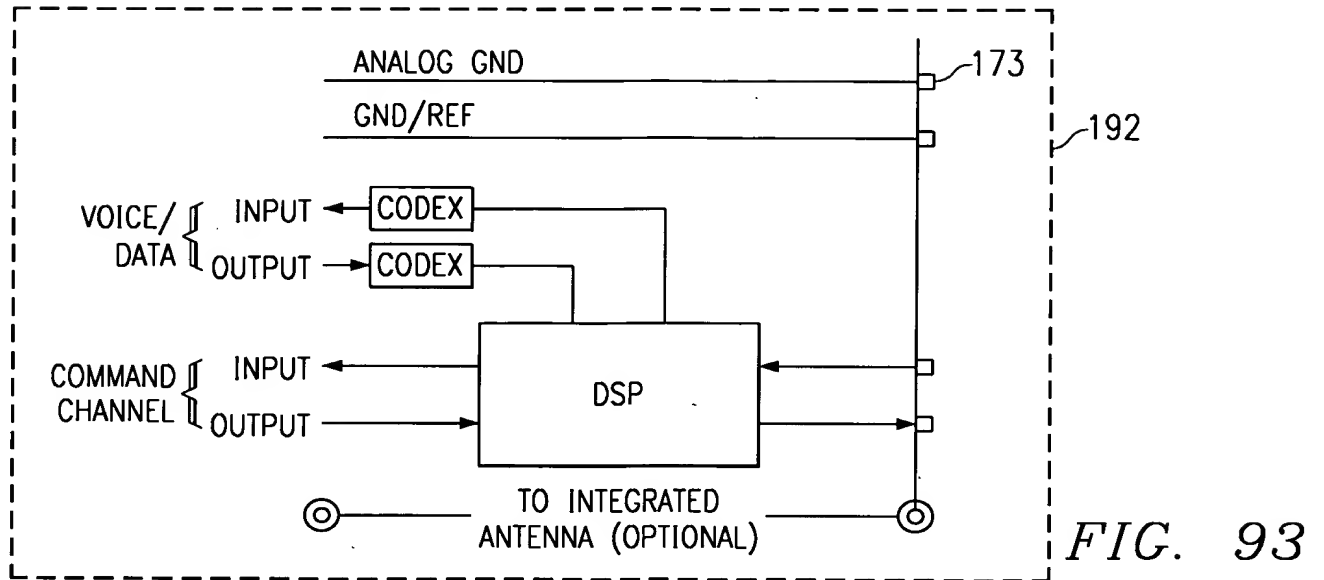 ANALOG GND
173
GND/REF
192
VOICE/
DATA
INPUT
CODEX
OUTPUT
CODEX
COMMAND
CHANNEL
INPUT
OUTPUT
DSP
TO INTEGRATED
ANTENNA (OPTIONAL)
FIG. 93